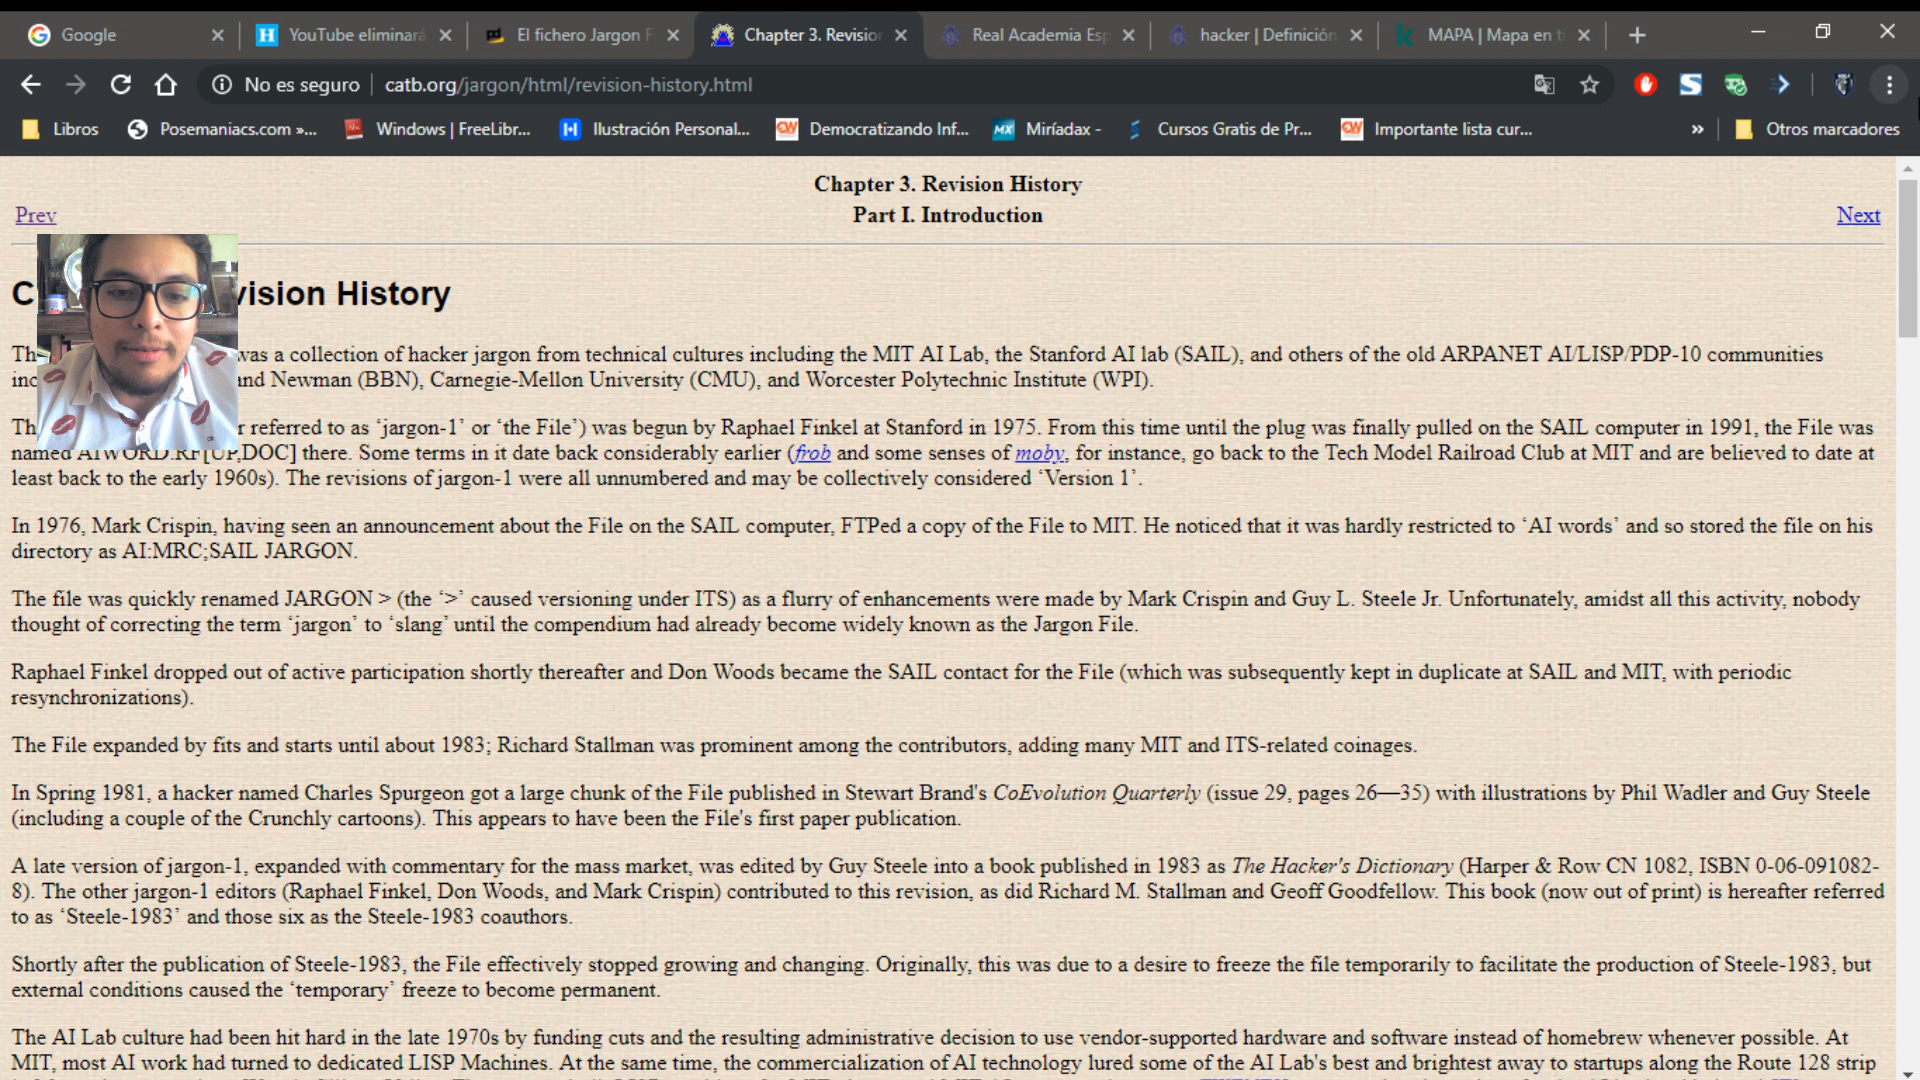 Google
YouTube eliminará
El fichero Jargon F
Chapter 3. Revision
Real Academia Esp
hacker | Definición
MAPA | Mapa en ti
No es seguro
catb.org/jargon/html/revision-history.html
Libros
Posemaniacs.com »...
Windows | FreeLibr...
Ilustración Personal...
Democratizando Inf...
Miríadax -
Cursos Gratis de Pr...
Importante lista cur...
»
Otros marcadores
Chapter 3. Revision History
Prev
Part I. Introduction
Next
C
vision History
Th
was a collection of hacker jargon from technical cultures including the MIT AI Lab, the Stanford AI lab (SAIL), and others of the old ARPANET AI/LISP/PDP-10 communities
inc
nd Newman (BBN), Carnegie-Mellon University (CMU), and Worcester Polytechnic Institute (WPI).
Th
r referred to as ‘jargon-1’ or ‘the File’) was begun by Raphael Finkel at Stanford in 1975. From this time until the plug was finally pulled on the SAIL computer in 1991, the File was
named AIWORD.RF[UP,DOC] there. Some terms in it date back considerably earlier (frob and some senses of moby, for instance, go back to the Tech Model Railroad Club at MIT and are believed to date at
least back to the early 1960s). The revisions of jargon-1 were all unnumbered and may be collectively considered ‘Version 1’.
In 1976, Mark Crispin, having seen an announcement about the File on the SAIL computer, FTPed a copy of the File to MIT. He noticed that it was hardly restricted to ‘AI words’ and so stored the file on his
directory as AI:MRC;SAIL JARGON.
The file was quickly renamed JARGON > (the ‘>’ caused versioning under ITS) as a flurry of enhancements were made by Mark Crispin and Guy L. Steele Jr. Unfortunately, amidst all this activity, nobody
thought of correcting the term ‘jargon’ to ‘slang’ until the compendium had already become widely known as the Jargon File.
Raphael Finkel dropped out of active participation shortly thereafter and Don Woods became the SAIL contact for the File (which was subsequently kept in duplicate at SAIL and MIT, with periodic
resynchronizations).
The File expanded by fits and starts until about 1983; Richard Stallman was prominent among the contributors, adding many MIT and ITS-related coinages.
In Spring 1981, a hacker named Charles Spurgeon got a large chunk of the File published in Stewart Brand's CoEvolution Quarterly (issue 29, pages 26—35) with illustrations by Phil Wadler and Guy Steele
(including a couple of the Crunchly cartoons). This appears to have been the File's first paper publication.
A late version of jargon-1, expanded with commentary for the mass market, was edited by Guy Steele into a book published in 1983 as The Hacker's Dictionary (Harper & Row CN 1082, ISBN 0-06-091082-
8). The other jargon-1 editors (Raphael Finkel, Don Woods, and Mark Crispin) contributed to this revision, as did Richard M. Stallman and Geoff Goodfellow. This book (now out of print) is hereafter referred
to as ‘Steele-1983’ and those six as the Steele-1983 coauthors.
Shortly after the publication of Steele-1983, the File effectively stopped growing and changing. Originally, this was due to a desire to freeze the file temporarily to facilitate the production of Steele-1983, but
external conditions caused the ‘temporary’ freeze to become permanent.
The AI Lab culture had been hit hard in the late 1970s by funding cuts and the resulting administrative decision to use vendor-supported hardware and software instead of homebrew whenever possible. At
MIT, most AI work had turned to dedicated LISP Machines. At the same time, the commercialization of AI technology lured some of the AI Lab's best and brightest away to startups along the Route 128 strip